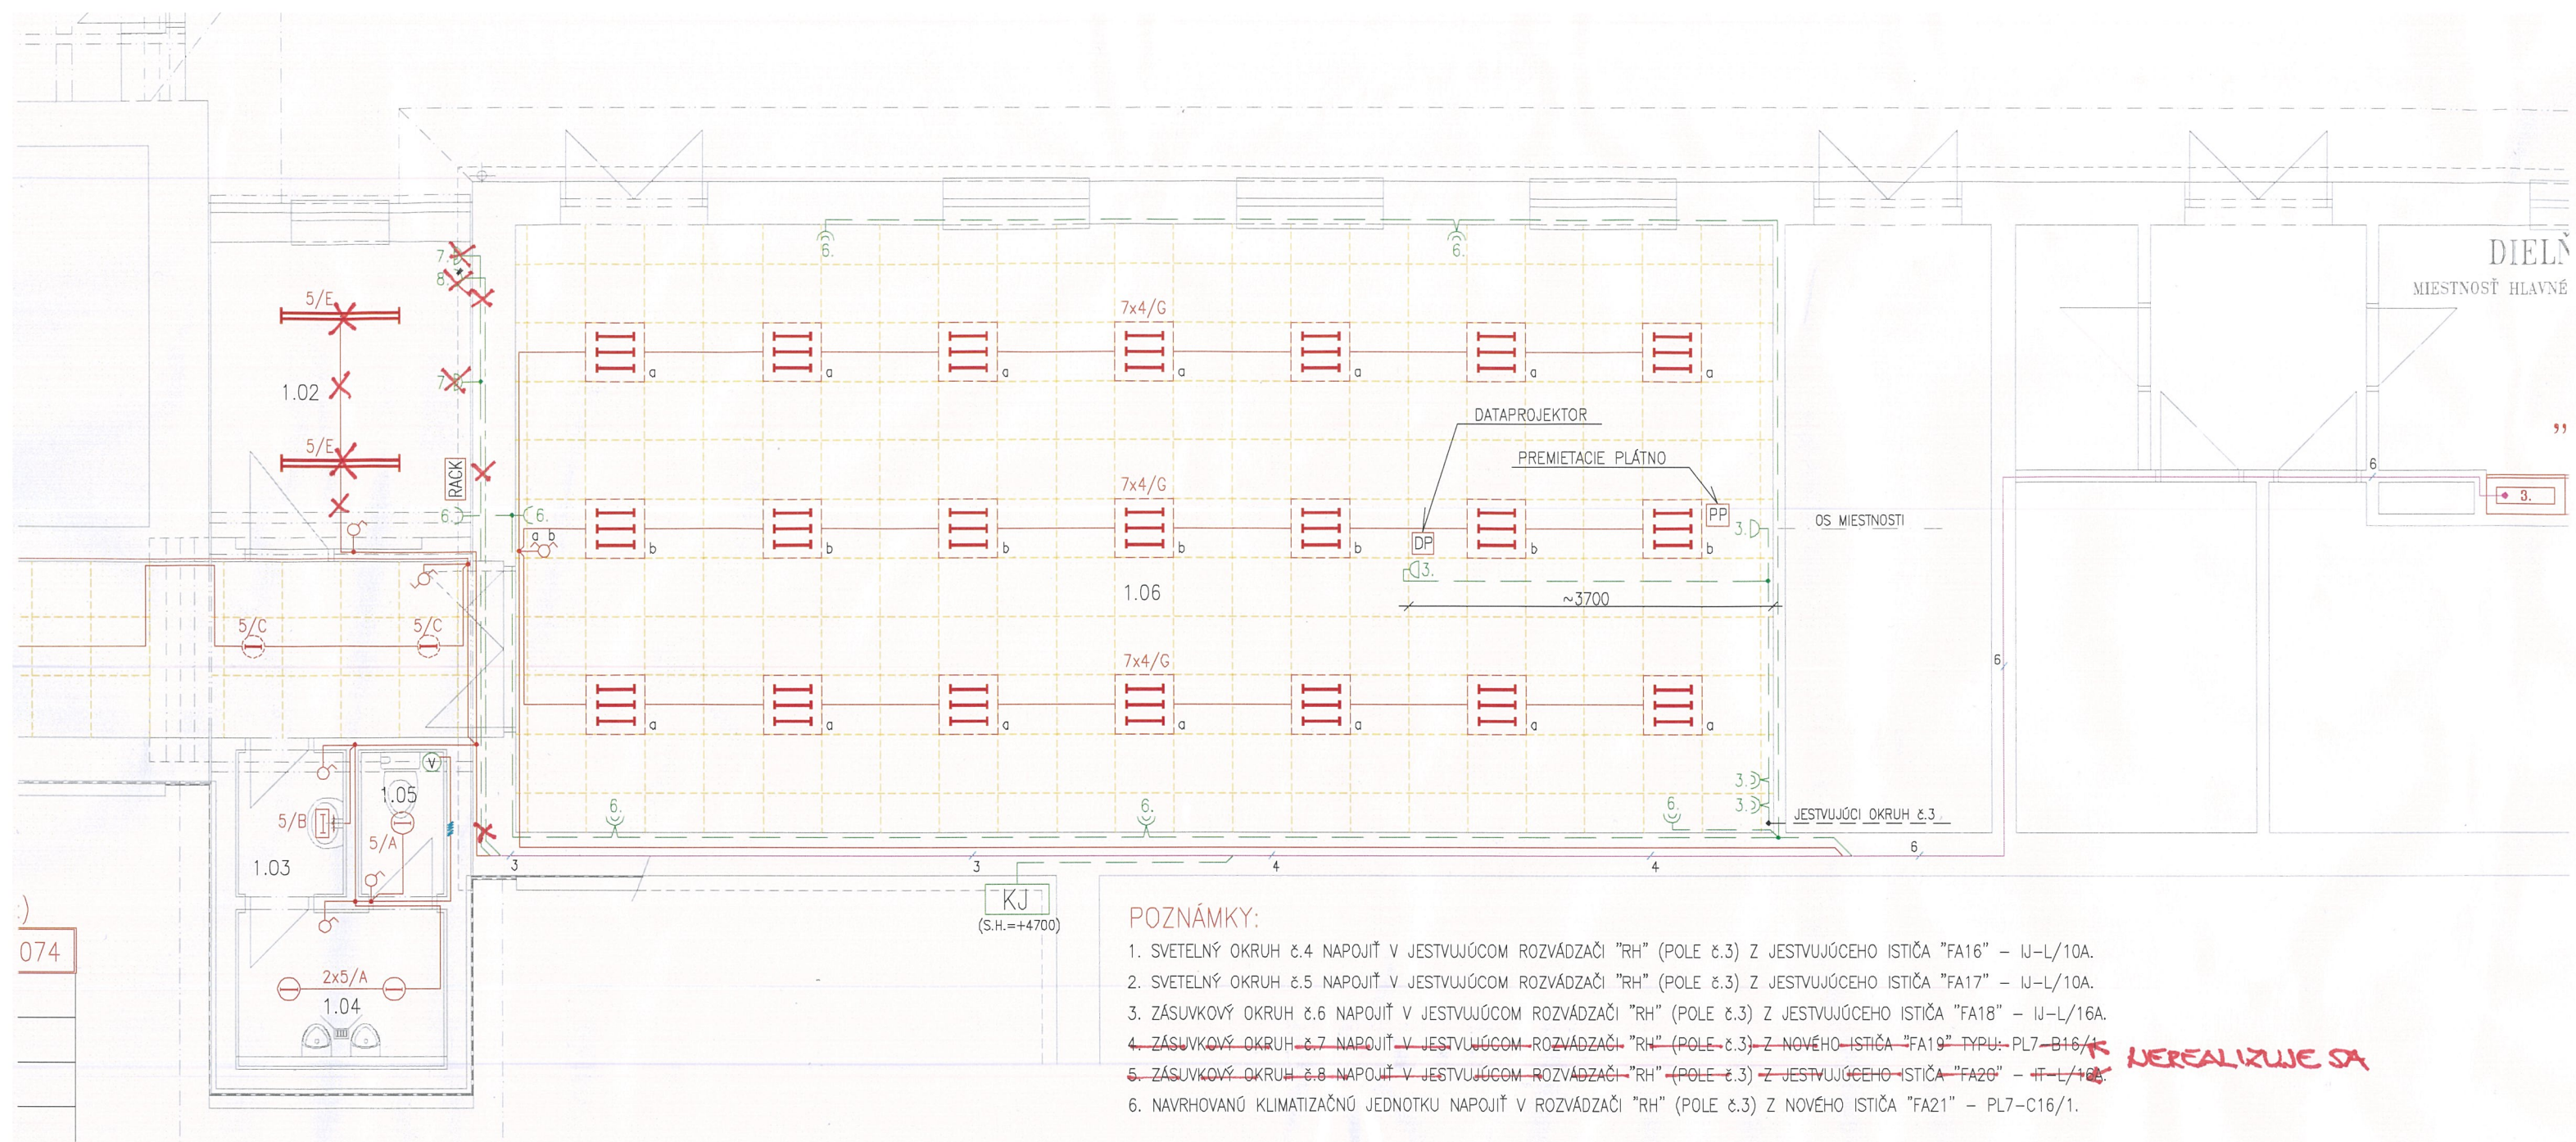 DIELŇ
MIESTNOSŤ HLAVNÉ
6.
6.
7.
8.
5/E
7x4/G
a
a
a
a
a
a
a
7.
1.02
DATAPROJEKTOR
5/E
PREMIETACIE PLÁTNO
RACK
6
3.
7x4/G
6.
6.
a b
PP
OS MIESTNOSTI
3.
DP
b
b
b
b
b
b
b
3.
1.06
~3700
5/C
5/C
7x4/G
6
a
a
a
a
a
a
a
V
1.05
3.
6.
6.
6.
3.
5/B
5/A
JESTVUJÚCI OKRUH č.3
1.03
3
3
4
4
6
KJ
(S.H.=+4700)
074
2x5/A
1.04
POZNÁMKY:
1. SVETELNÝ OKRUH č.4 NAPOJIŤ V JESTVUJÚCOM ROZVÁDZAČI "RH" (POLE č.3) Z JESTVUJÚCEHO ISTIČA "FA16" – IJ-L/10A.
2. SVETELNÝ OKRUH č.5 NAPOJIŤ V JESTVUJÚCOM ROZVÁDZAČI "RH" (POLE č.3) Z JESTVUJÚCEHO ISTIČA "FA17" – IJ-L/10A.
3. ZÁSUVKOVÝ OKRUH č.6 NAPOJIŤ V JESTVUJÚCOM ROZVÁDZAČI "RH" (POLE č.3) Z JESTVUJÚCEHO ISTIČA "FA18" – IJ-L/16A.
4. ZÁSUVKOVÝ OKRUH č.7 NAPOJIŤ V JESTVUJÚCOM ROZVÁDZAČI "RH" (POLE č.3) Z NOVÉHO ISTIČA "FA19" TYPU: PL7-B16/1.
5. ZÁSUVKOVÝ OKRUH č.8 NAPOJIŤ V JESTVUJÚCOM ROZVÁDZAČI "RH" (POLE č.3) Z JESTVUJÚCEHO ISTIČA "FA20" – IT-L/16A.
NEREALIZUJE SA
6. NAVRHOVANÚ KLIMATIZAČNÚ JEDNOTKU NAPOJIŤ V ROZVÁDZAČI "RH" (POLE č.3) Z NOVÉHO ISTIČA "FA21" – PL7-C16/1.